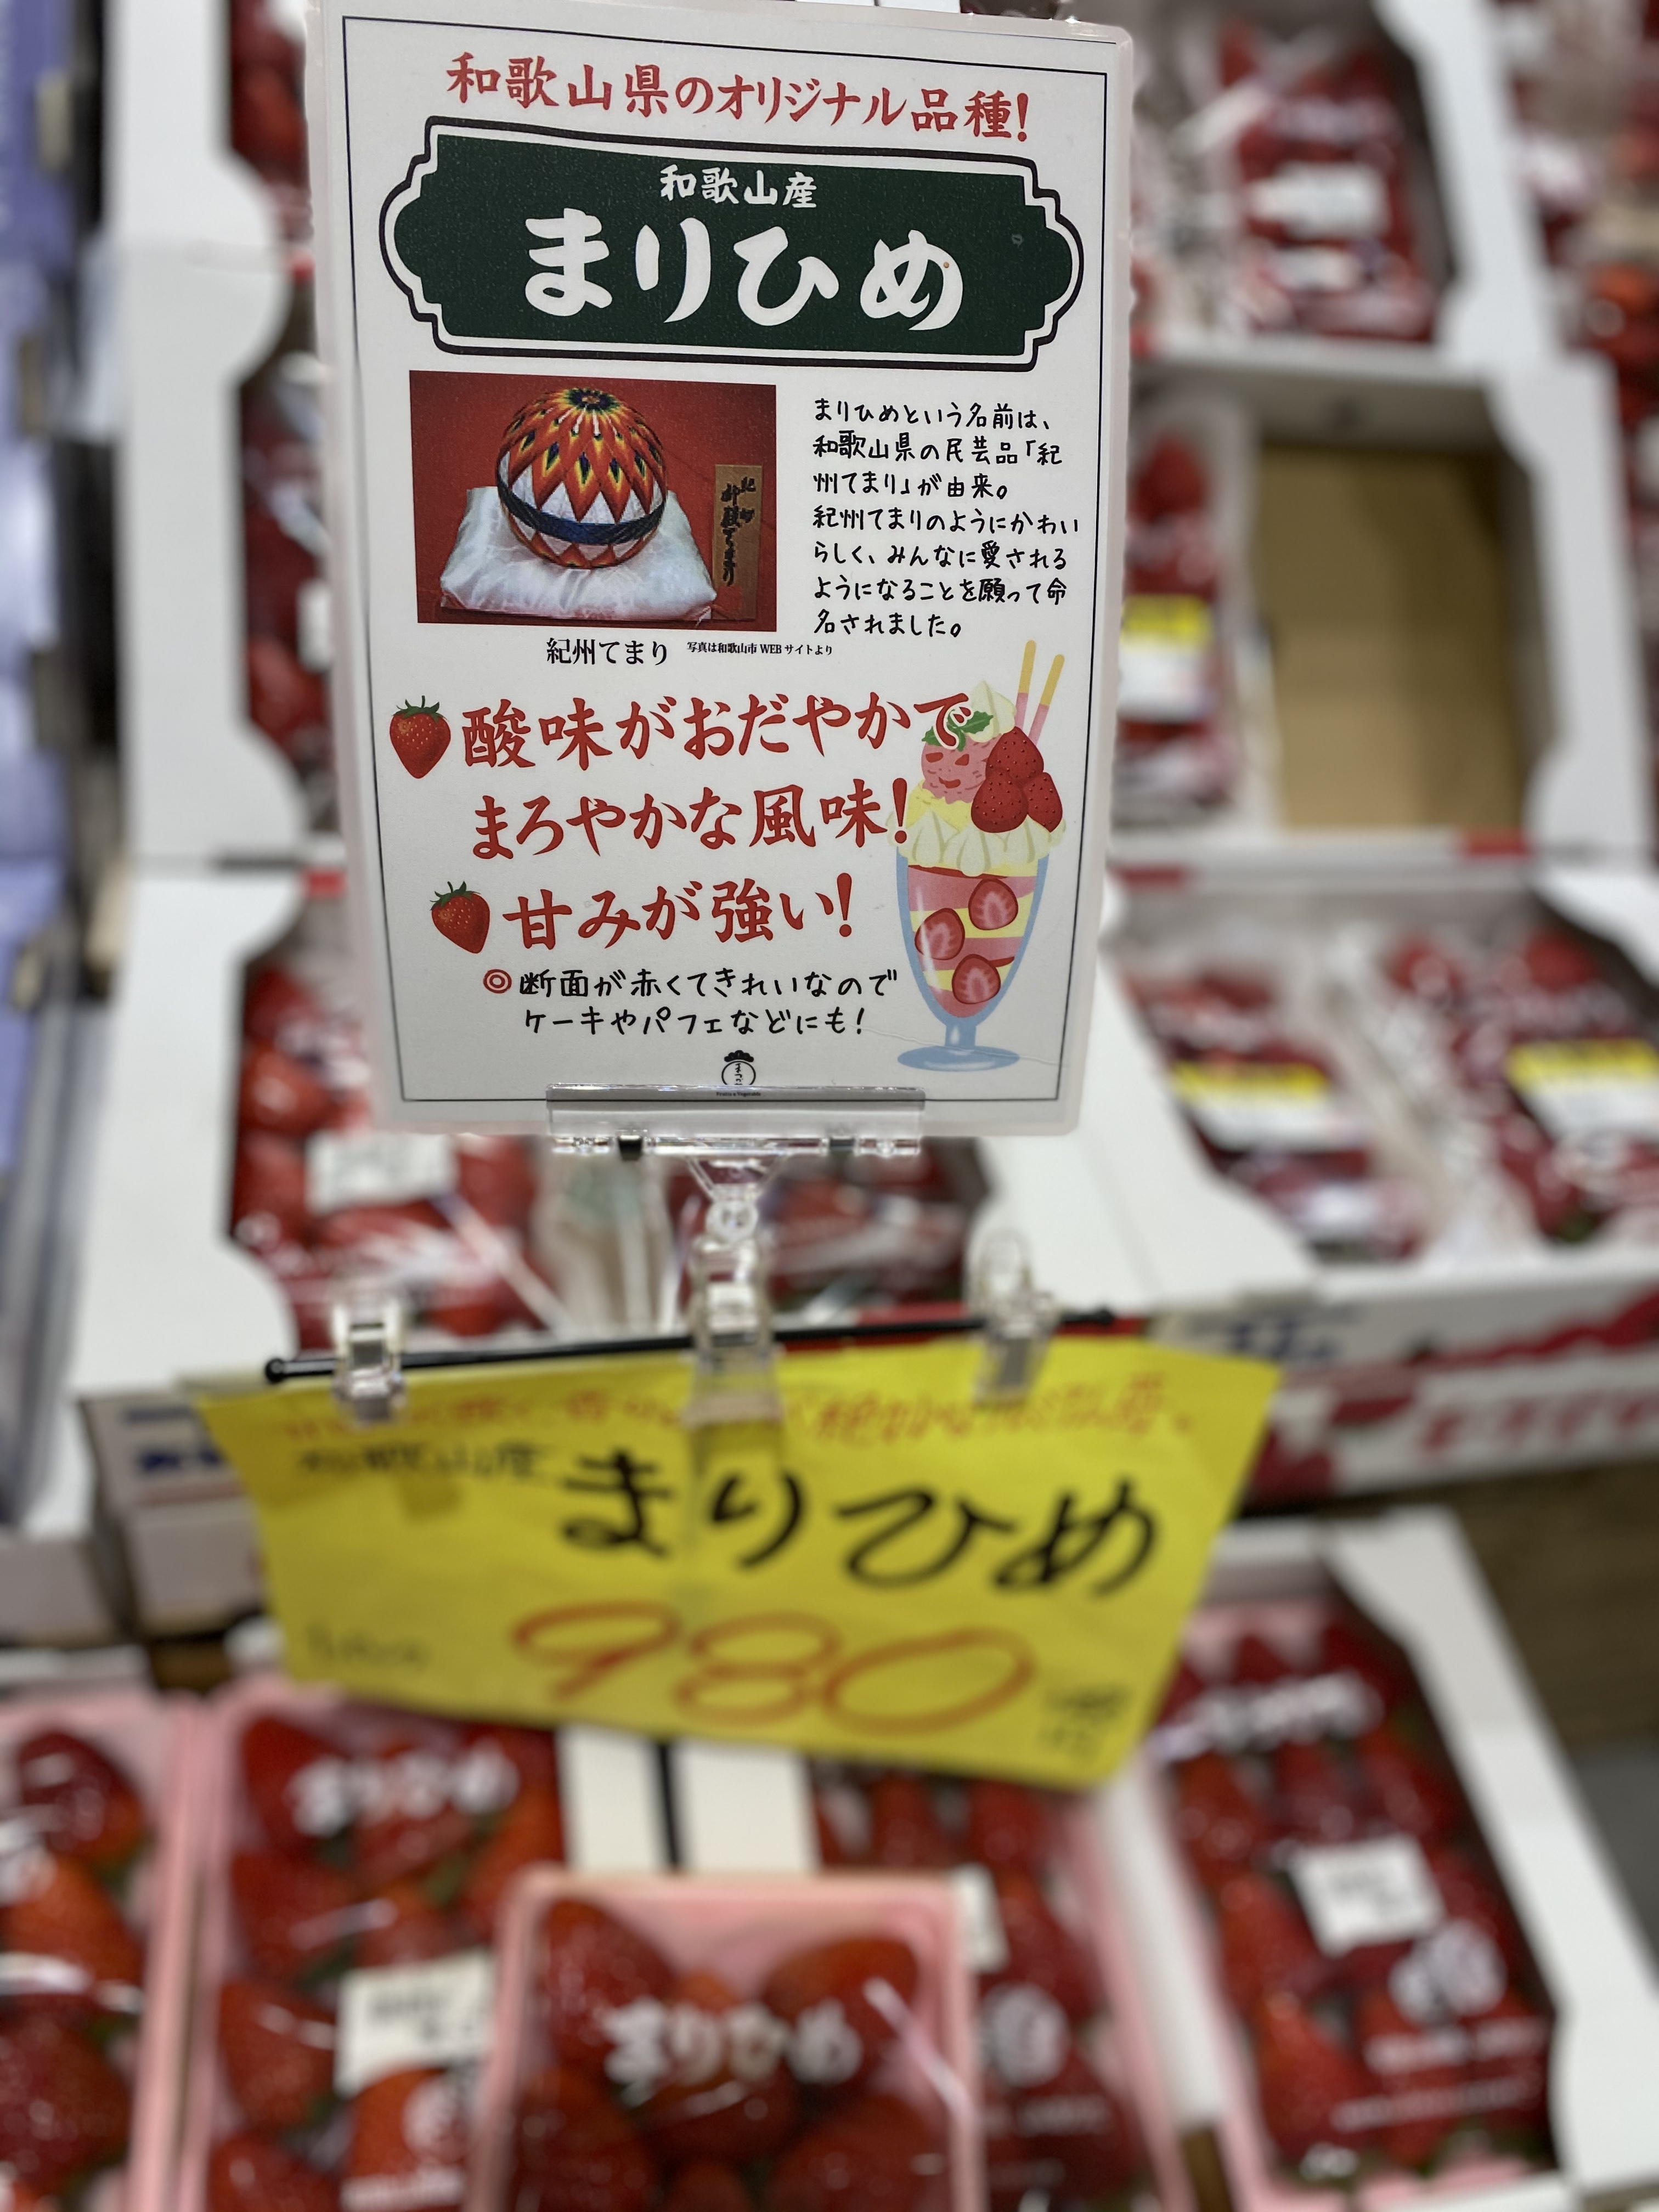 和歌山県のオリジナル品種!
和歌山産
まりひめ
まりひめという名前は、
和歌山県の民芸品「紀
州てまり」が由来。
紀州てまりのようにかわい
らしく、みんなに愛される
ようになることを願って命
名されました。
紀州てまり 写真は和歌山市WEBサイトより
酸味がおだやかで
まろやかな風味!
甘みが強い!
◎断面が赤くてきれいなので
ケーキやパフェなどにも!
和歌山産 まりひめ
980
まりひめ
まりひめ